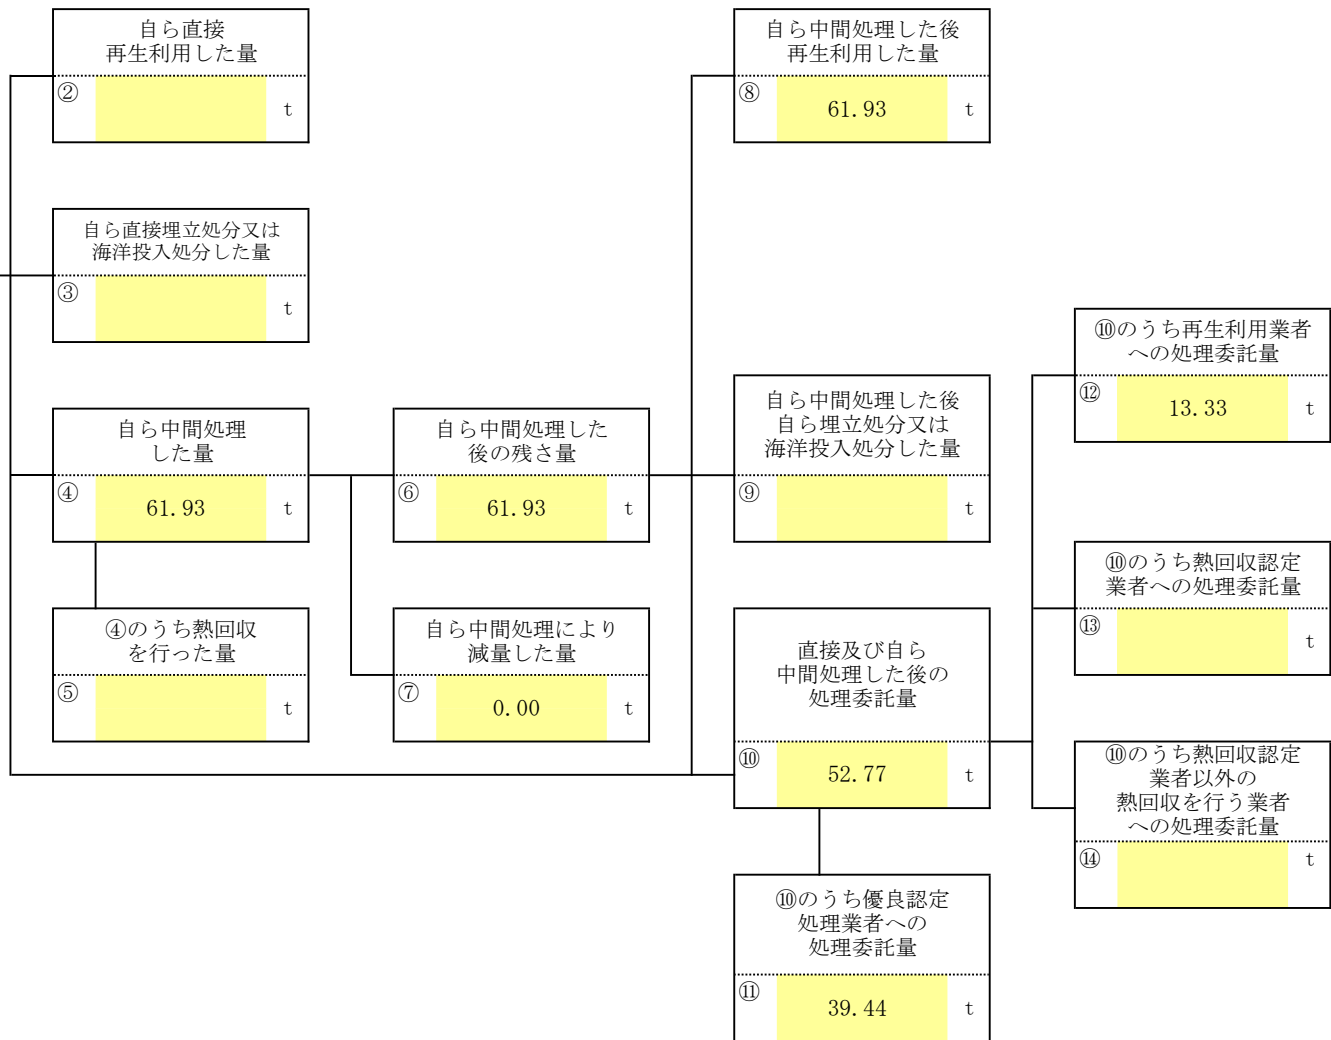 自ら直接
再生利用した量
②
t
自ら直接埋立処分又は
海洋投入処分した量
③
t
自ら中間処理
した量
④
61.93
t
④のうち熱回収
を行った量
⑤
t
自ら中間処理した
後の残さ量
⑥
61.93
t
自ら中間処理により
減量した量
⑦
0.00
t
自ら中間処理した後
再生利用した量
⑧
61.93
t
自ら中間処理した後
自ら埋立処分又は
海洋投入処分した量
⑨
t
直接及び自ら
中間処理した後の
処理委託量
⑩
52.77
t
⑩のうち優良認定
処理業者への
処理委託量
⑪
39.44
t
⑩のうち再生利用業者
への処理委託量
⑫
13.33
t
⑩のうち熱回収認定
業者への処理委託量
⑬
t
⑩のうち熱回収認定
業者以外の
熱回収を行う業者
への処理委託量
⑭
t